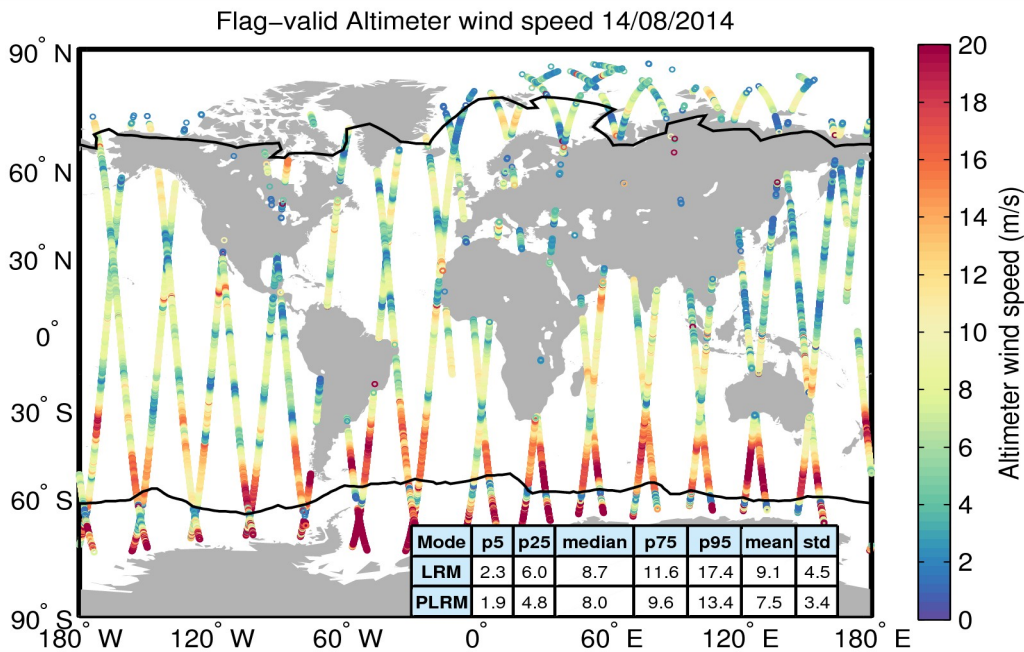 Flag−valid Altimeter wind speed 14/08/2014
90° N
60° N
30° N
0°
30° S
60° S
90° S
180° W
120° W
60° W
0°
60° E
120° E
180° E
Mode p5 p25 median p75 p95 mean std
LRM 2.3 6.0 8.7 11.6 17.4 9.1 4.5
PLRM 1.9 4.8 8.0 9.6 13.4 7.5 3.4
20
18
16
14
12
10
8
6
4
2
0
Altimeter wind speed (m/s)